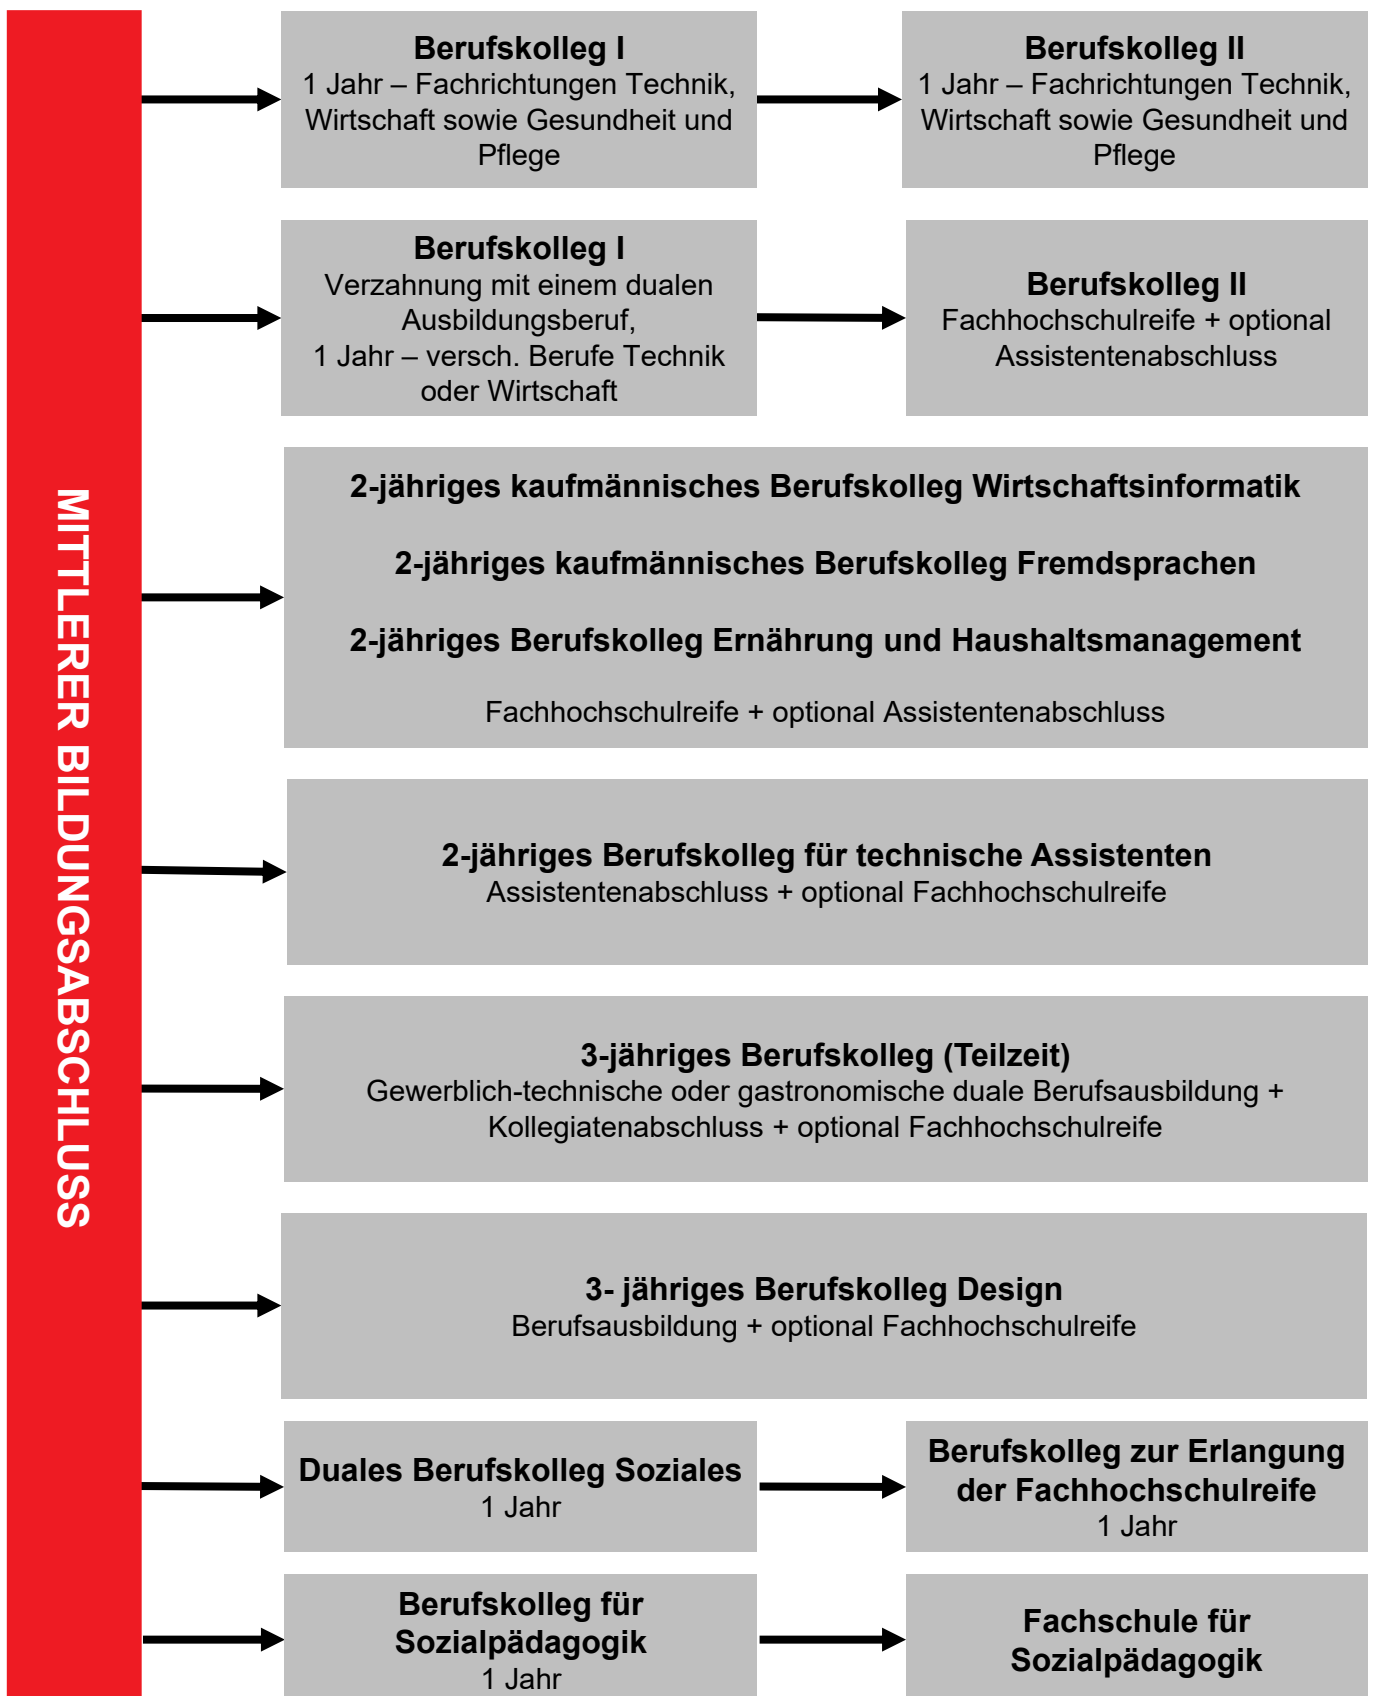 MITTLERER BILDUNGSABSCHLUSS
Berufskolleg I
1 Jahr – Fachrichtungen Technik,
Wirtschaft sowie Gesundheit und
Pflege
Berufskolleg II
1 Jahr – Fachrichtungen Technik,
Wirtschaft sowie Gesundheit und
Pflege
Berufskolleg I
Verzahnung mit einem dualen
Ausbildungsberuf,
1 Jahr – versch. Berufe Technik
oder Wirtschaft
Berufskolleg II
Fachhochschulreife + optional
Assistentenabschluss
2-jähriges kaufmännisches Berufskolleg Wirtschaftsinformatik
2-jähriges kaufmännisches Berufskolleg Fremdsprachen
2-jähriges Berufskolleg Ernährung und Haushaltsmanagement
Fachhochschulreife + optional Assistentenabschluss
2-jähriges Berufskolleg für technische Assistenten
Assistentenabschluss + optional Fachhochschulreife
3-jähriges Berufskolleg (Teilzeit)
Gewerblich-technische oder gastronomische duale Berufsausbildung +
Kollegiatenabschluss + optional Fachhochschulreife
3- jähriges Berufskolleg Design
Berufsausbildung + optional Fachhochschulreife
Duales Berufskolleg Soziales
1 Jahr
Berufskolleg zur Erlangung
der Fachhochschulreife
1 Jahr
Berufskolleg für
Sozialpädagogik
1 Jahr
Fachschule für
Sozialpädagogik